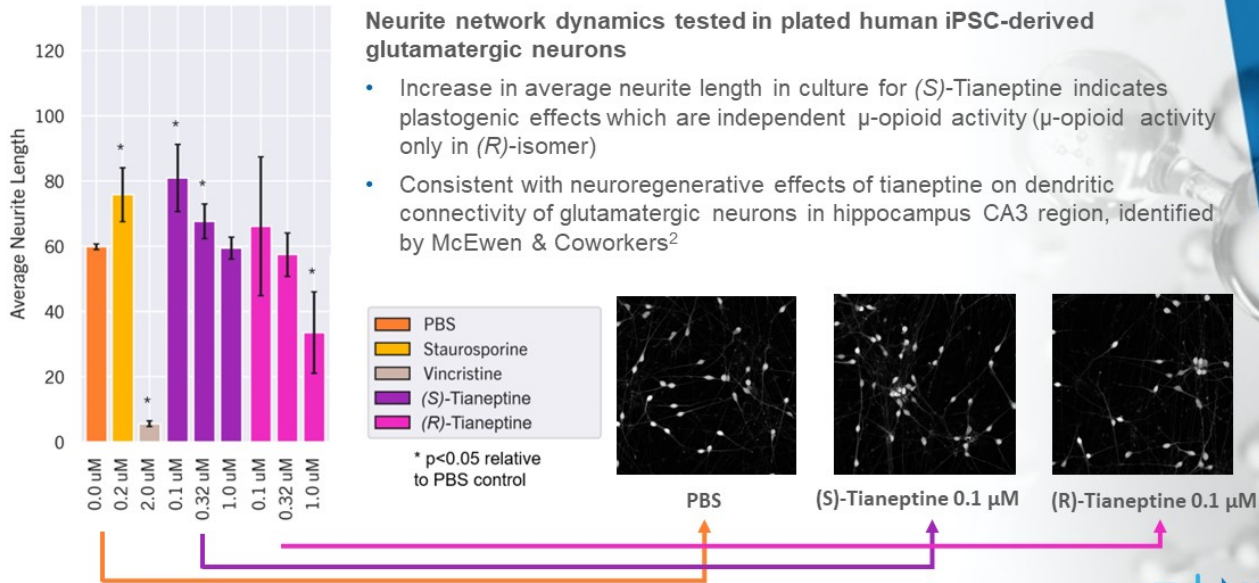 Neurite network dynamics tested in plated human iPSC-derived
glutamatergic neurons
• Increase in average neurite length in culture for (S)-Tianeptine indicates
plastogenic effects which are independent µ-opioid activity (µ-opioid activity
only in (R)-isomer)
• Consistent with neuroregenerative effects of tianeptine on dendritic
connectivity of glutamatergic neurons in hippocampus CA3 region, identified
by McEwen & Coworkers²
Average Neurite Length
120
100
80
60
40
20
0
* * * * * *
0.0 uM
0.2 uM
2.0 uM
0.1 uM
0.32 uM
1.0 uM
0.1 uM
0.32 uM
1.0 uM
PBS
Staurosporine
Vincristine
(S)-Tianeptine
(R)-Tianeptine
* p<0.05 relative
to PBS control
PBS
(S)-Tianeptine 0.1 µM
(R)-Tianeptine 0.1 µM